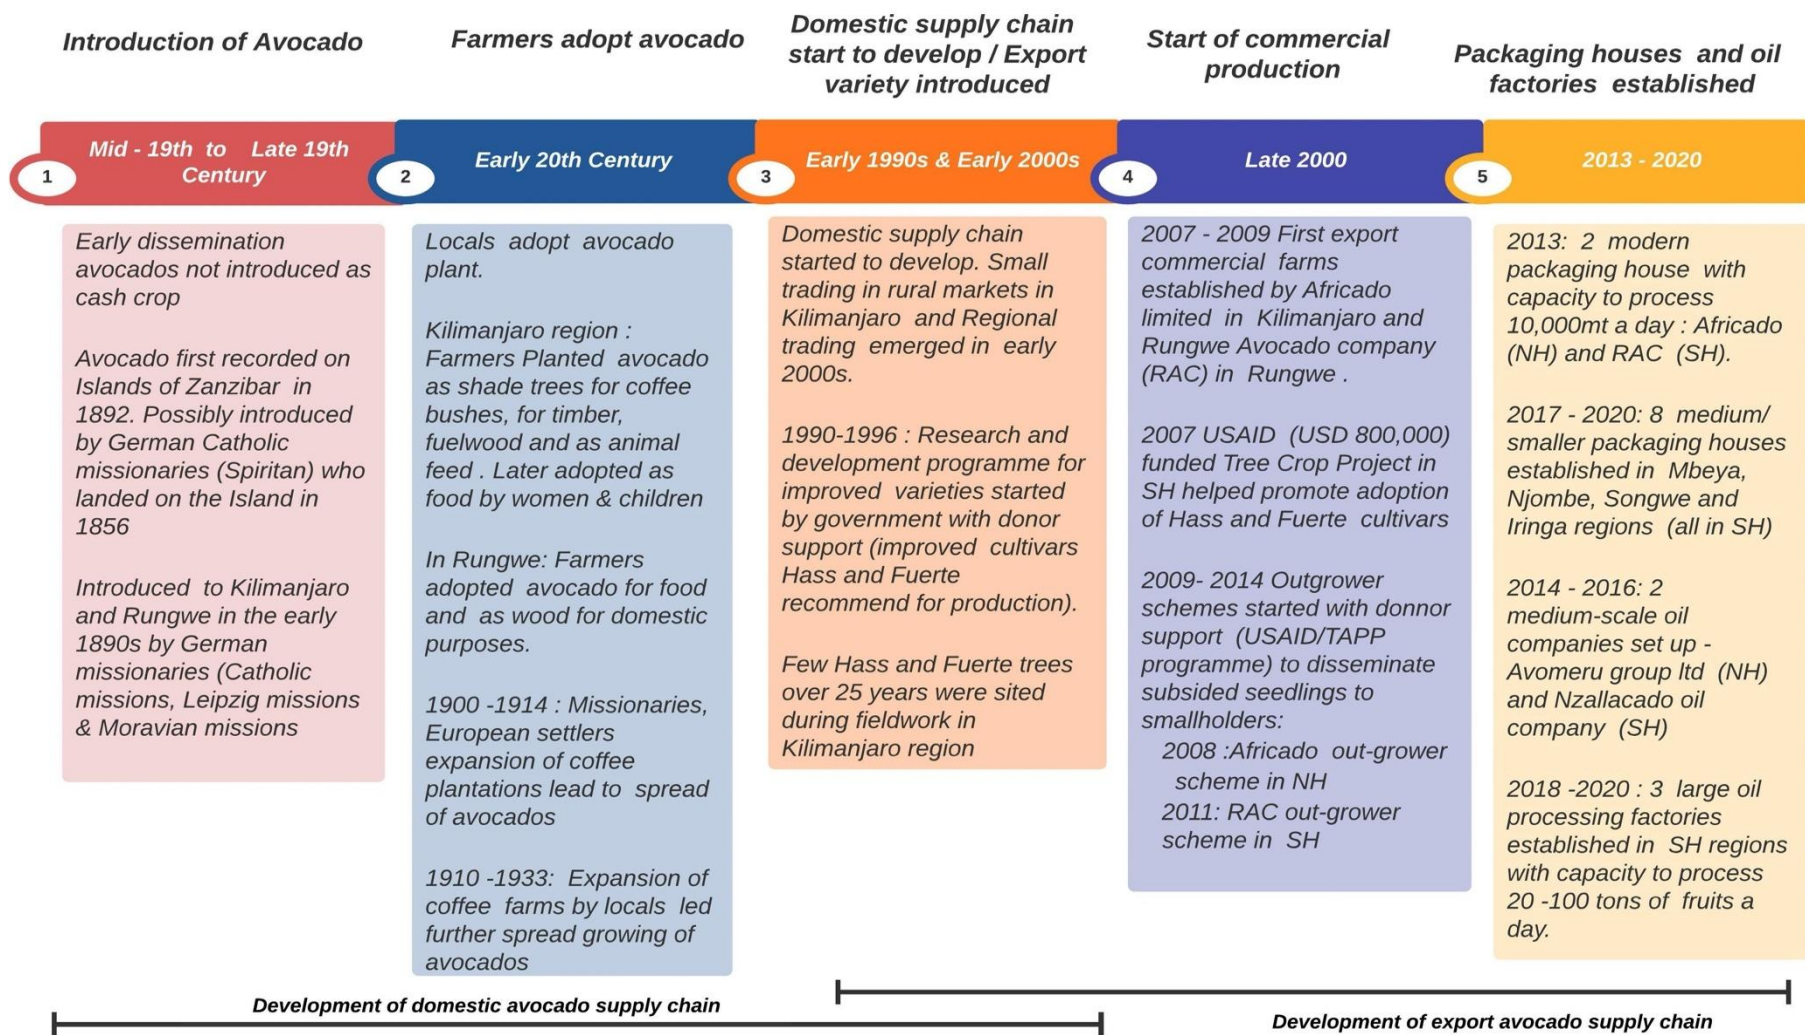 Introduction of Avocado
Farmers adopt avocado
Domestic supply chain
start to develop / Export
variety introduced
Start of commercial
production
Packaging houses and oil
factories established
1
Mid - 19th to Late 19th
Century
2
Early 20th Century
3
Early 1990s & Early 2000s
4
Late 2000
5
2013 - 2020
Early dissemination
avocados not introduced as
cash crop
Avocado first recorded on
Islands of Zanzibar in
1892. Possibly introduced
by German Catholic
missionaries (Spiritan) who
landed on the Island in
1856
Introduced to Kilimanjaro
and Rungwe in the early
1890s by German
missionaries (Catholic
missions, Leipzig missions
& Moravian missions
Locals adopt avocado
plant.
Kilimanjaro region :
Farmers Planted avocado
as shade trees for coffee
bushes, for timber,
fuelwood and as animal
feed . Later adopted as
food by women & children
In Rungwe: Farmers
adopted avocado for food
and as wood for domestic
purposes.
1900 -1914 : Missionaries,
European settlers
expansion of coffee
plantations lead to spread
of avocados
1910 -1933: Expansion of
coffee farms by locals led
further spread growing of
avocados
Domestic supply chain
started to develop. Small
trading in rural markets in
Kilimanjaro and Regional
trading emerged in early
2000s.
1990-1996 : Research and
development programme for
improved varieties started
by government with donor
support (improved cultivars
Hass and Fuerte
recommend for production).
Few Hass and Fuerte trees
over 25 years were sited
during fieldwork in
Kilimanjaro region
2007 - 2009 First export
commercial farms
established by Africado
limited in Kilimanjaro and
Rungwe Avocado company
(RAC) in Rungwe .
2007 USAID (USD 800,000)
funded Tree Crop Project in
SH helped promote adoption
of Hass and Fuerte cultivars
2009- 2014 Outgrower
schemes started with donnor
support (USAID/TAPP
programme) to disseminate
subsided seedlings to
smallholders:
2008 :Africado out-grower
scheme in NH
2011: RAC out-grower
scheme in SH
2013: 2 modern
packaging house with
capacity to process
10,000mt a day : Africado
(NH) and RAC (SH).
2017 - 2020: 8 medium/
smaller packaging houses
established in Mbeya,
Njombe, Songwe and
Iringa regions (all in SH)
2014 - 2016: 2
medium-scale oil
companies set up -
Avomeru group ltd (NH)
and Nzallacado oil
company (SH)
2018 -2020 : 3 large oil
processing factories
established in SH regions
with capacity to process
20 -100 tons of fruits a
day.
Development of domestic avocado supply chain
Development of export avocado supply chain